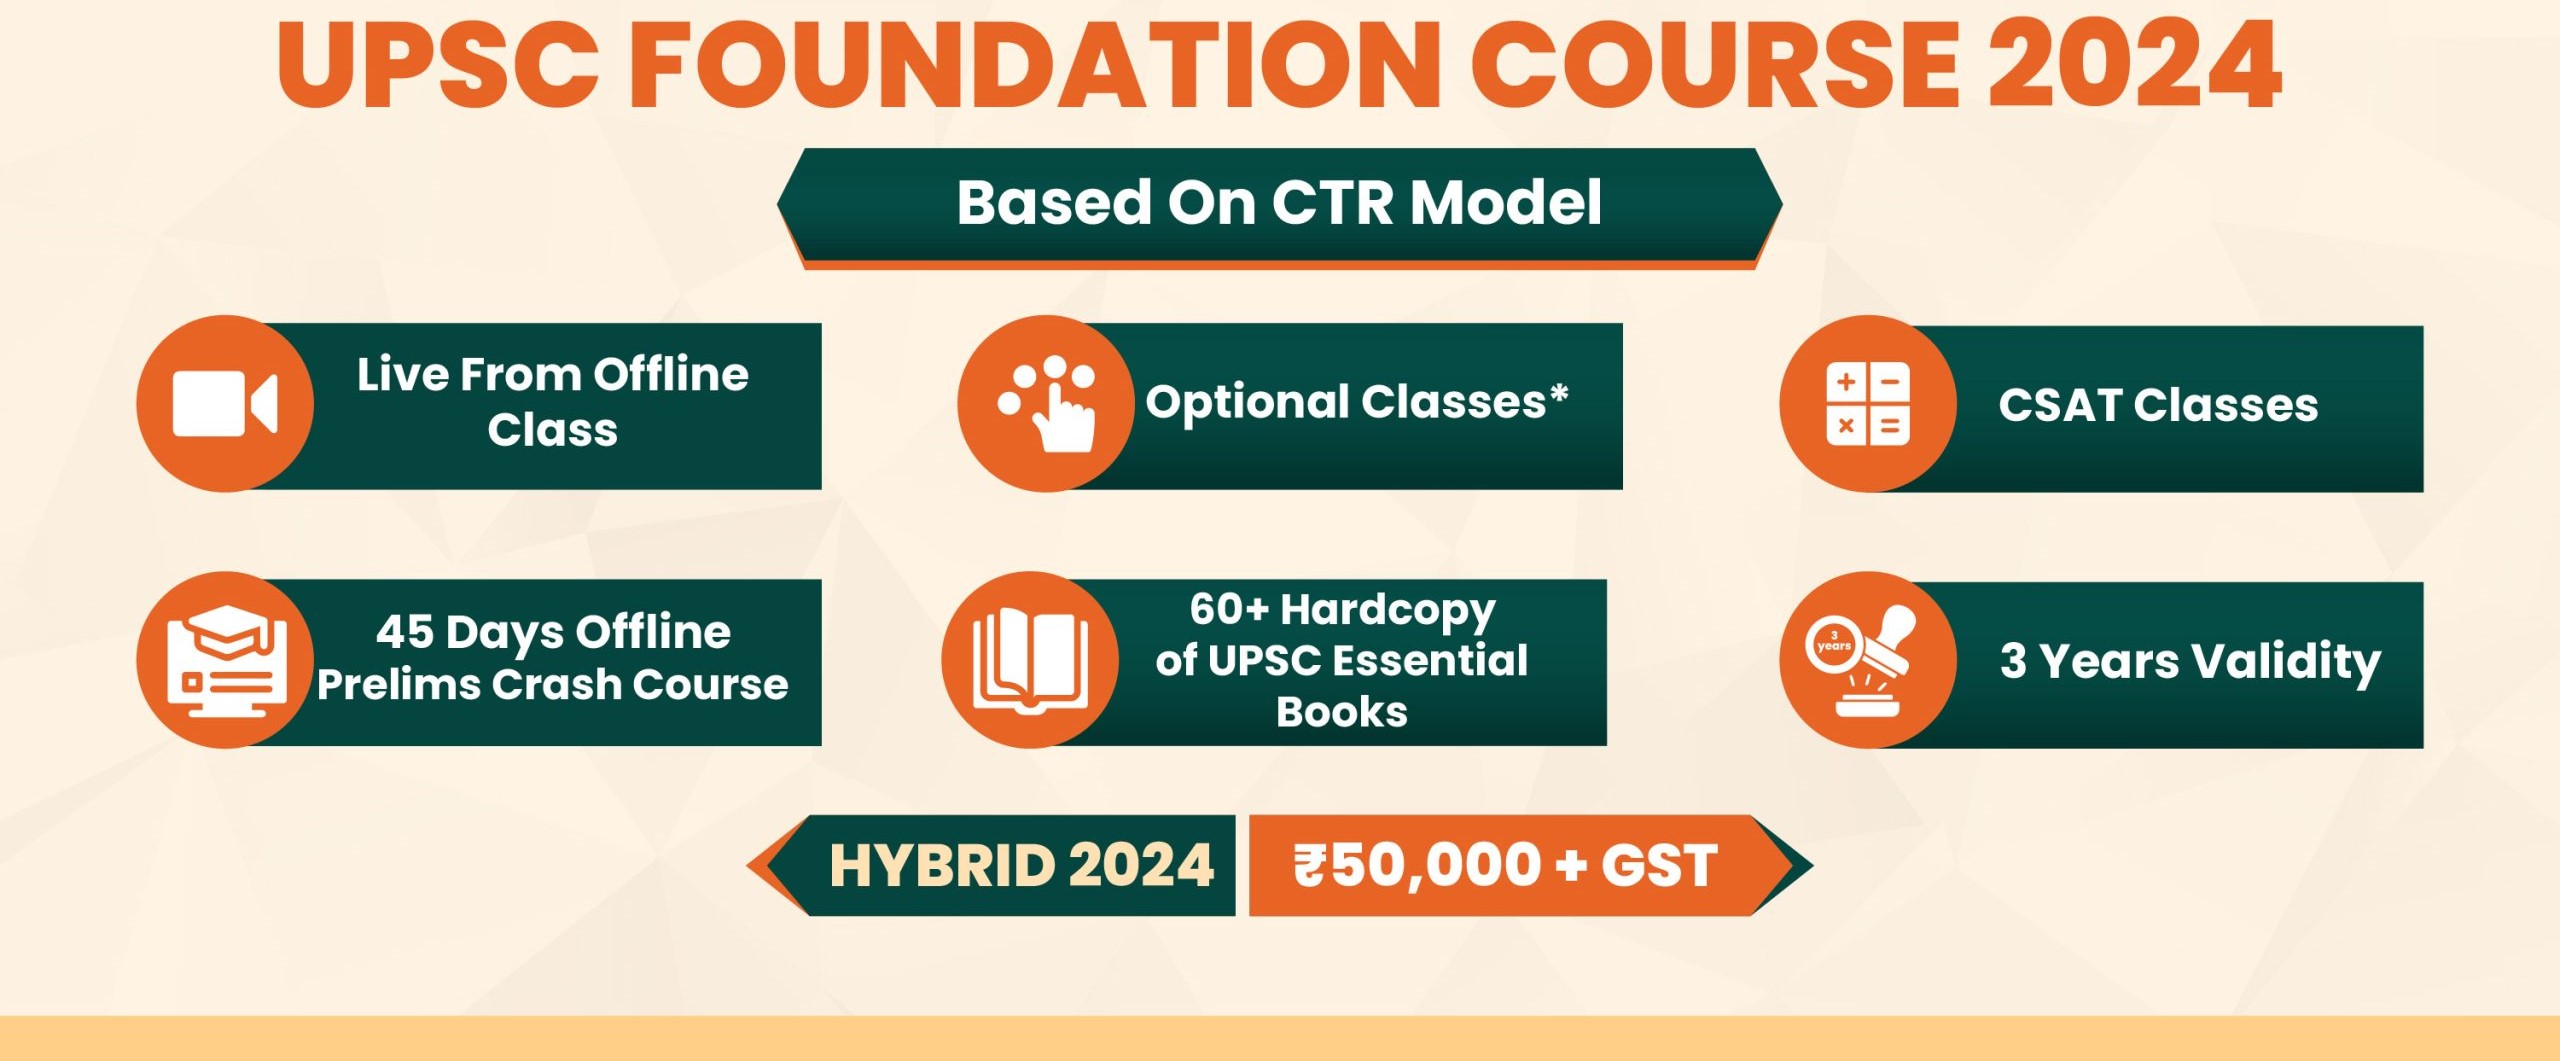 UPSC FOUNDATION COURSE 2024
Based On CTR Model
Live From Offline
Class
Optional Classes*
CSAT Classes
45 Days Offline
Prelims Crash Course
60+ Hardcopy
of UPSC Essential
Books
3
years
3 Years Validity
HYBRID 2024
₹50,000 + GST